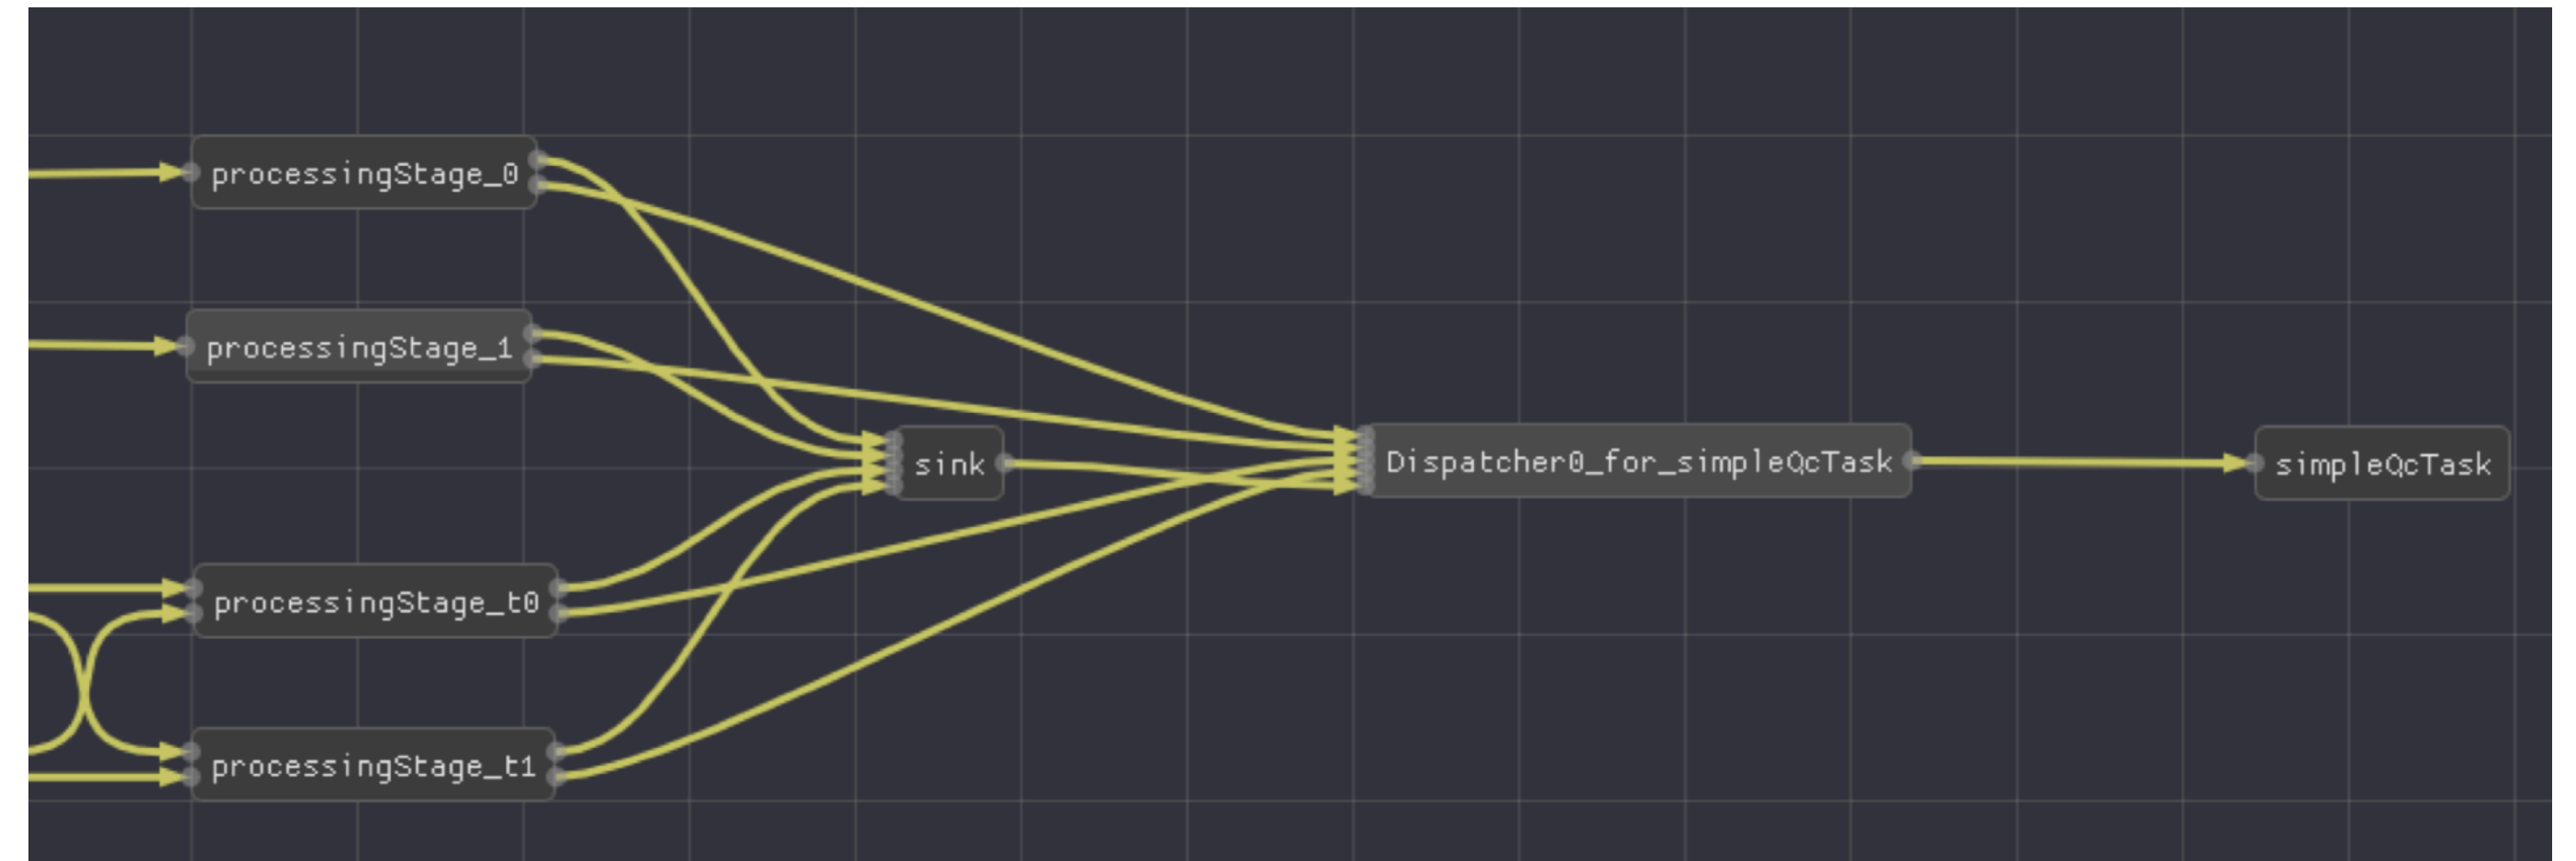 processingStage_0
processingStage_1
sink
Dispatcher0_for_simpleQcTask
simpleQcTask
processingStage_t0
processingStage_t1